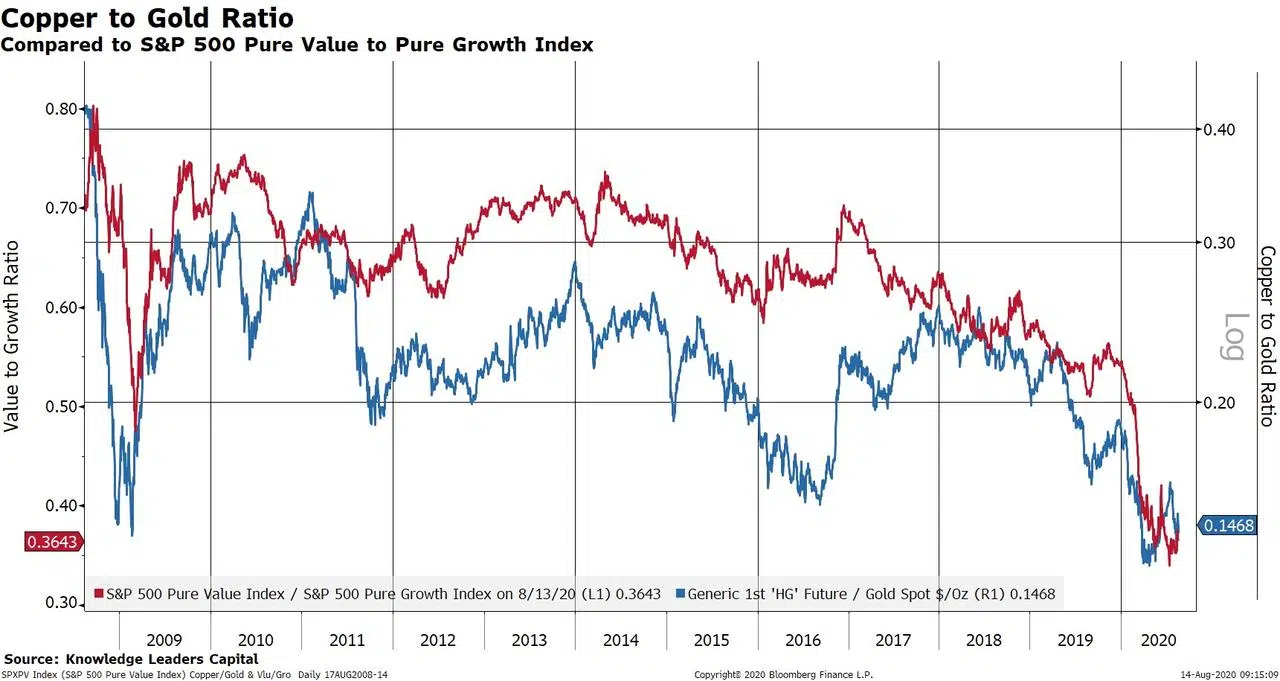 Copper to Gold Ratio
Compared to S&P 500 Pure Value to Pure Growth Index
Value to Growth Ratio
0.80
0.70
0.60
0.50
0.40
0.3643
0.30
0.40
0.30
0.20
0.1468
Log
Copper to Gold Ratio
S&P 500 Pure Value Index / S&P 500 Pure Growth Index on 8/13/20 (L1) 0.3643 Generic 1st 'HG' Future / Gold Spot $/Oz (R1) 0.1468
2009 2010 2011 2012 2013 2014 2015 2016 2017 2018 2019 2020
Source: Knowledge Leaders Capital
SPXPV Index (S&P 500 Pure Value Index) Copper/Gold & Vlu/Gro Daily 17AUG2008-14 Copyright© 2020 Bloomberg Finance L.P. 14-Aug-2020 09:15:09